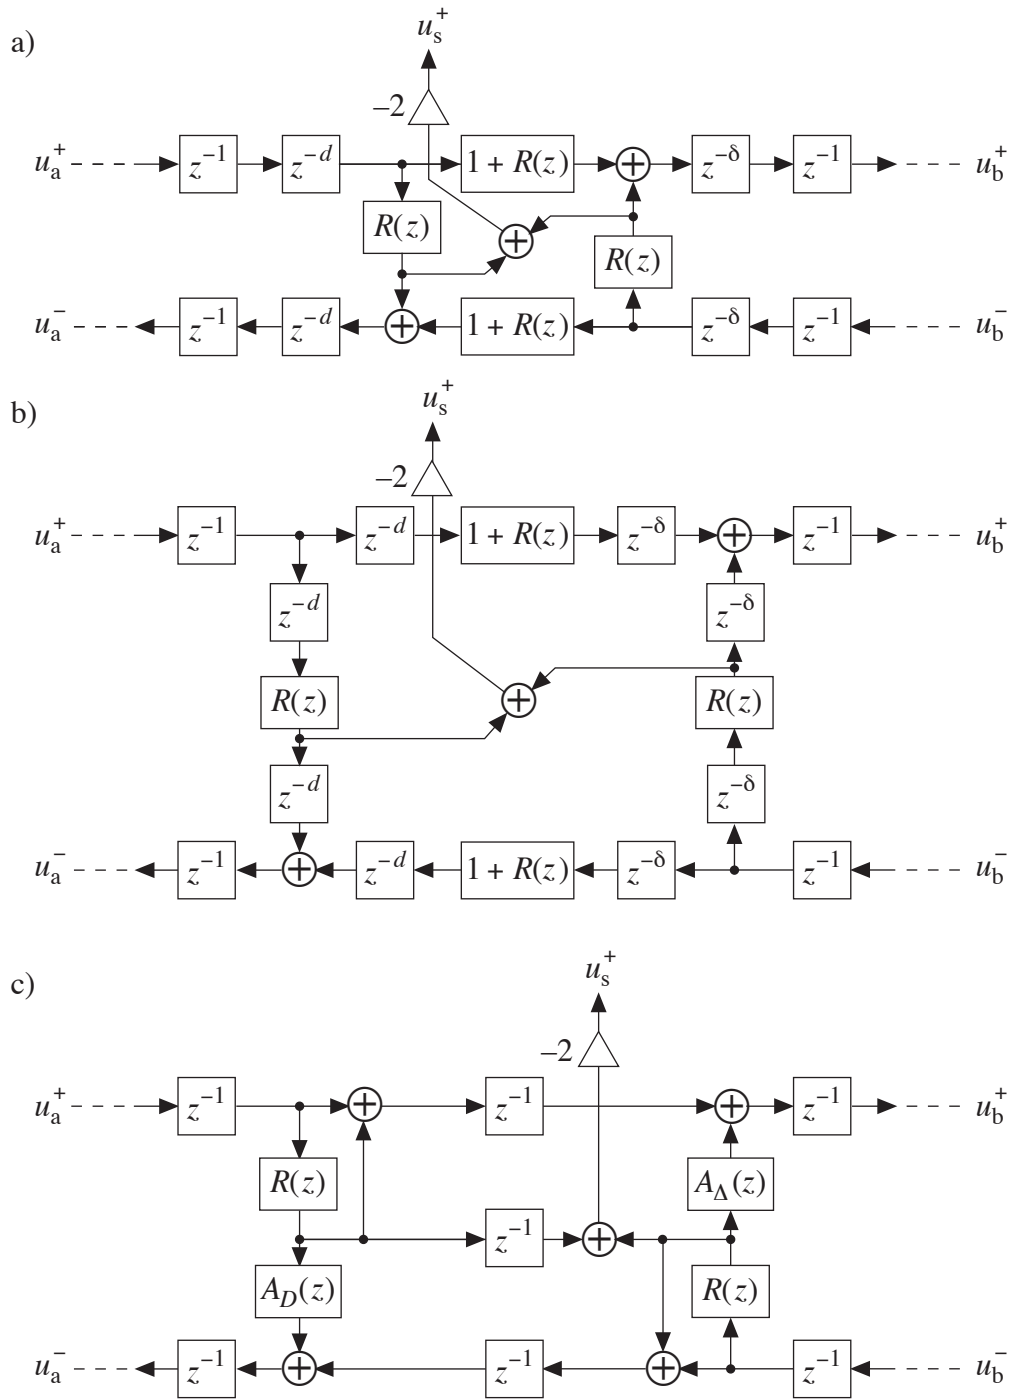 a)
u_s^+
−2
u_a^+ z^{−1} z^{−d} 1 + R(z) z^{−δ} z^{−1} u_b^+
R(z) R(z)
u_a^− z^{−1} z^{−d} 1 + R(z) z^{−δ} z^{−1} u_b^−
b)
u_s^+
−2
u_a^+ z^{−1} z^{−d} 1 + R(z) z^{−δ} z^{−1} u_b^+
z^{−d} z^{−δ}
R(z) R(z)
z^{−d} z^{−δ}
u_a^− z^{−1} z^{−d} 1 + R(z) z^{−δ} z^{−1} u_b^−
c)
u_s^+
−2
u_a^+ z^{−1} z^{−1} z^{−1} u_b^+
R(z) A_Δ(z)
z^{−1}
A_D(z) R(z)
u_a^− z^{−1} z^{−1} z^{−1} u_b^−